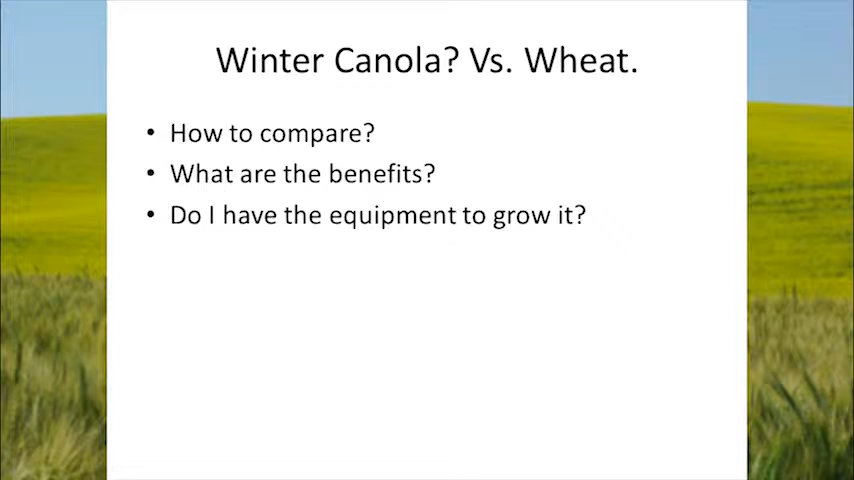 Winter Canola? Vs. Wheat.
• How to compare?
• What are the benefits?
• Do I have the equipment to grow it?